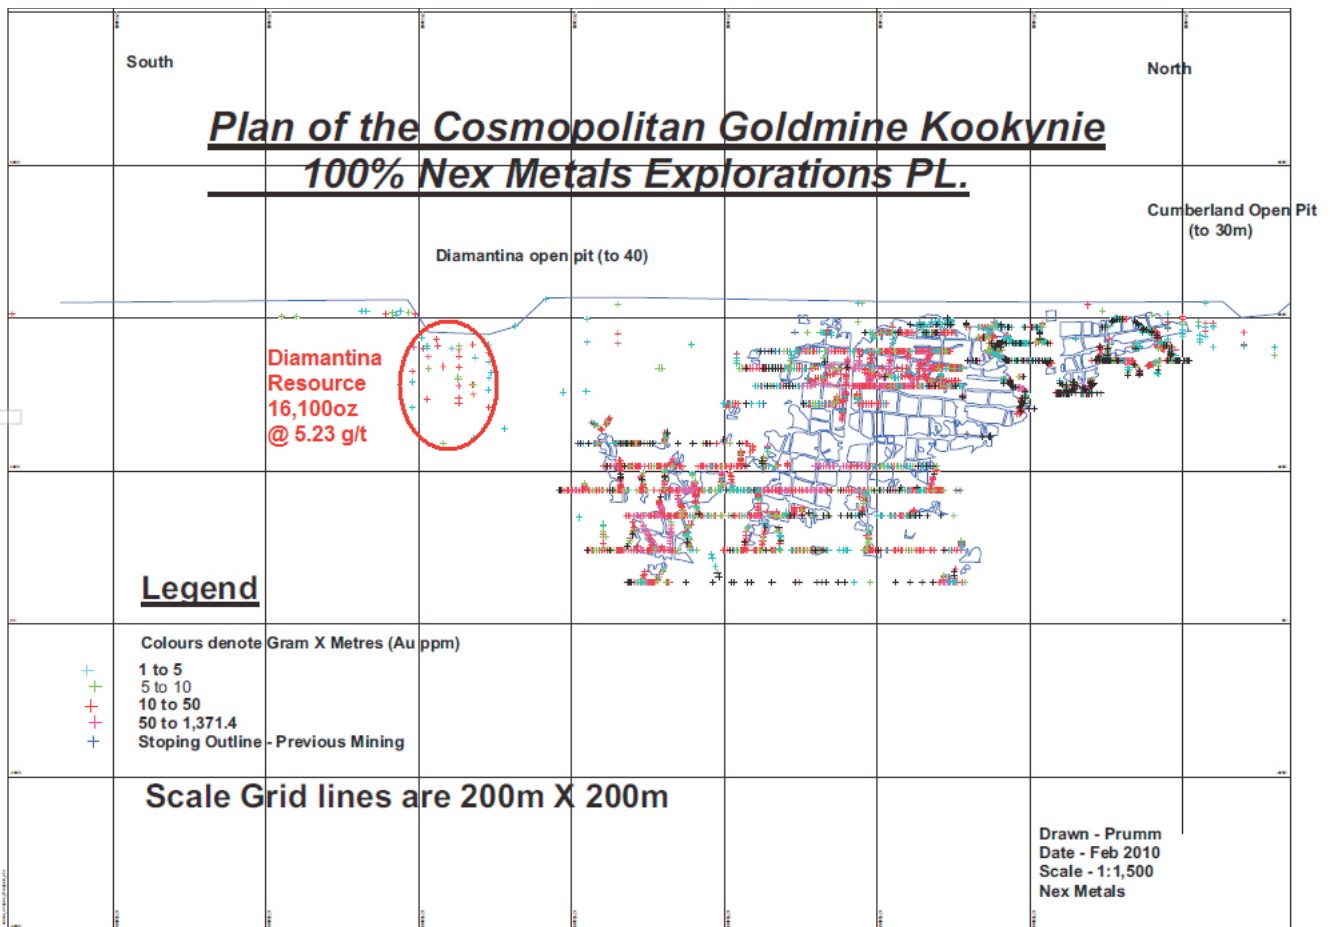 South
North
Plan of the Cosmopolitan Goldmine Kookynie
100% Nex Metals Explorations PL.
Cumberland Open Pit
(to 30m)
Diamantina open pit (to 40)
Diamantina
Resource
16,100oz
@ 5.23 g/t
Legend
Colours denote Gram X Metres (Au ppm)
1 to 5
5 to 10
10 to 50
50 to 1,371.4
Stoping Outline - Previous Mining
Scale Grid lines are 200m X 200m
Drawn - Prumm
Date - Feb 2010
Scale - 1:1,500
Nex Metals